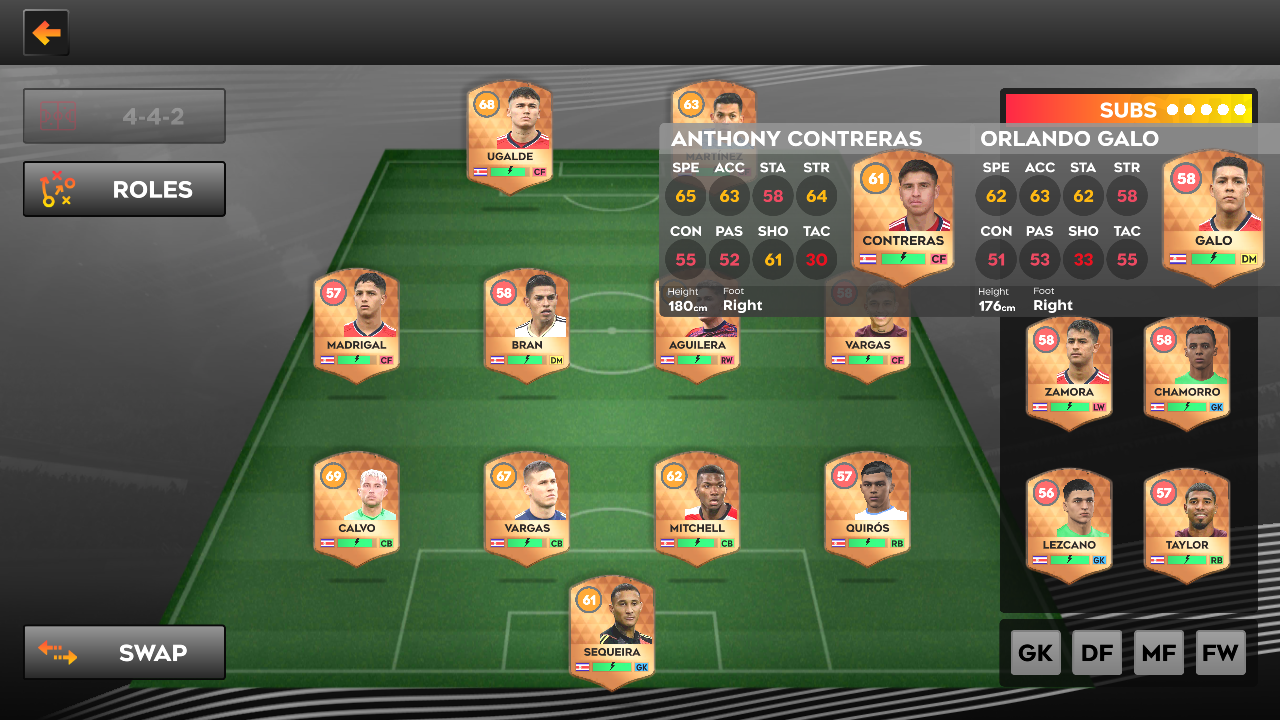 4-4-2
ROLES
68
UGALDE
CF
63
MARTÍNEZ
SUBS
ANTHONY CONTRERAS
SPE ACC STA STR
65 63 58 64
CON PAS SHO TAC
55 52 61 30
Height Foot
180cm Right
61
CONTRERAS
CF
ORLANDO GALO
SPE ACC STA STR
62 63 62 58
CON PAS SHO TAC
51 53 33 55
Height Foot
176cm Right
58
GALO
DM
57
MADRIGAL
CF
58
BRAN
DM
AGUILERA
RW
58
VARGAS
CF
58
ZAMORA
LW
58
CHAMORRO
GK
69
CALVO
CB
67
VARGAS
CB
62
MITCHELL
CB
57
QUIRÓS
RB
56
LEZCANO
GK
57
TAYLOR
RB
61
SEQUEIRA
GK
SWAP
GK DF MF FW